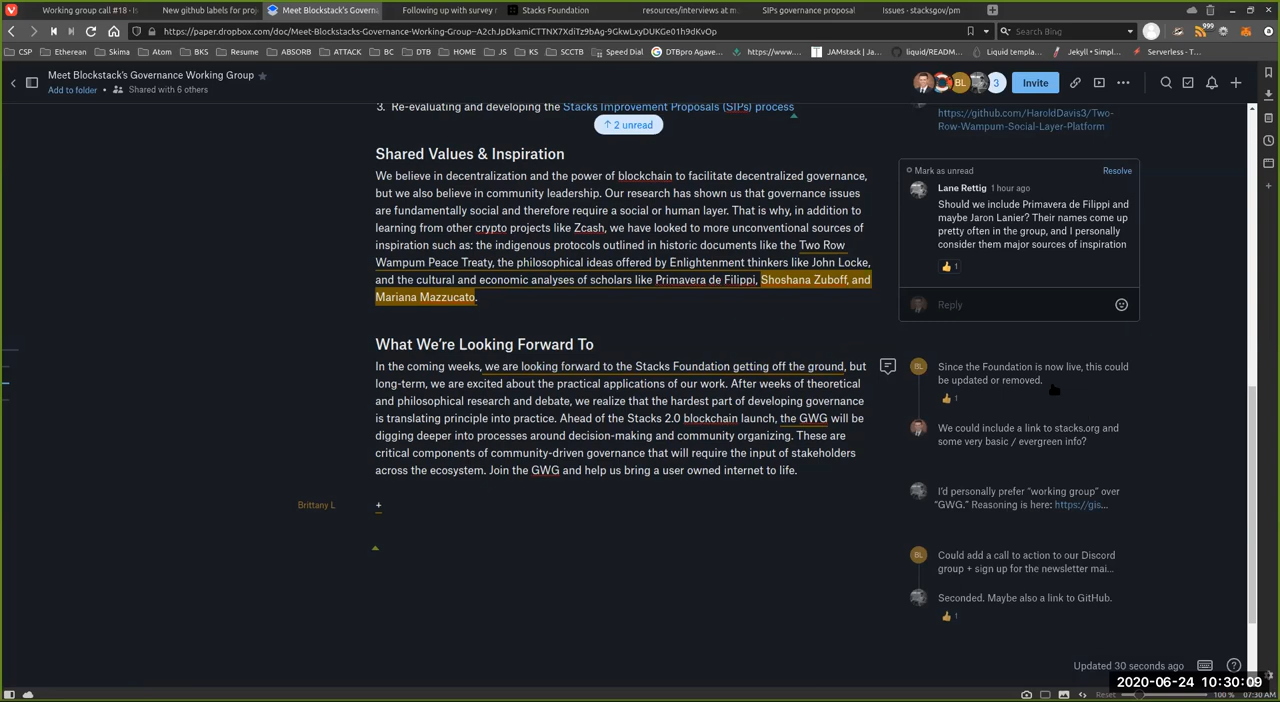 Working group call #18 · (s
New github labels for pro
Meet Blockstack's Governan
Following up with survey r
Stacks Foundation
resources/interviews at m
SIPs governance proposal
Issues · stacksgov/pm
https://paper.dropbox.com/doc/Meet-Blockstacks-Governance-Working-Group--A2chJpDkamiCTTNX7XdiTz9bAg-9GkwLxyDUKGe01h9dKvOp
Search Bing
999
CSP
Etherean
Skima
Atom
BKS
Resume
ABSORB
ATTACK
BC
DTB
HOME
JS
KS
SCCTB
Speed Dial
DTBpro Agave...
https://www....
JAMstack | Ja...
liquid/READM...
Liquid templa...
Jekyll • Simpl...
Serverless - T...
Meet Blockstack's Governance Working Group
Add to folder • Shared with 6 others
BL
3
Invite
3. Re-evaluating and developing the Stacks Improvement Proposals (SIPs) process
↑ 2 unread
Shared Values & Inspiration
We believe in decentralization and the power of blockchain to facilitate decentralized governance,
but we also believe in community leadership. Our research has shown us that governance issues
are fundamentally social and therefore require a social or human layer. That is why, in addition to
learning from other crypto projects like Zcash, we have looked to more unconventional sources of
inspiration such as: the indigenous protocols outlined in historic documents like the Two Row
Wampum Peace Treaty, the philosophical ideas offered by Enlightenment thinkers like John Locke,
and the cultural and economic analyses of scholars like Primavera de Filippi, Shoshana Zuboff, and
Mariana Mazzucato.
What We're Looking Forward To
In the coming weeks, we are looking forward to the Stacks Foundation getting off the ground, but
long-term, we are excited about the practical applications of our work. After weeks of theoretical
and philosophical research and debate, we realize that the hardest part of developing governance
is translating principle into practice. Ahead of the Stacks 2.0 blockchain launch, the GWG will be
digging deeper into processes around decision-making and community organizing. These are
critical components of community-driven governance that will require the input of stakeholders
across the ecosystem. Join the GWG and help us bring a user owned internet to life.
Brittany L
+
https://github.com/HaroldDavis3/Two-
Row-Wampum-Social-Layer-Platform
Mark as unread
Resolve
Lane Rettig 1 hour ago
Should we include Primavera de Filippi and
maybe Jaron Lanier? Their names come up
pretty often in the group, and I personally
consider them major sources of inspiration
👍 1
Reply
BL
Since the Foundation is now live, this could
be updated or removed.
👍 1
We could include a link to stacks.org and
some very basic / evergreen info?
I'd personally prefer "working group" over
"GWG." Reasoning is here: https://gis...
BL
Could add a call to action to our Discord
group + sign up for the newsletter mai...
Seconded. Maybe also a link to GitHub.
👍 1
Updated 30 seconds ago
2020-06-24 10:30:09
Reset
100 %
07:30 AM